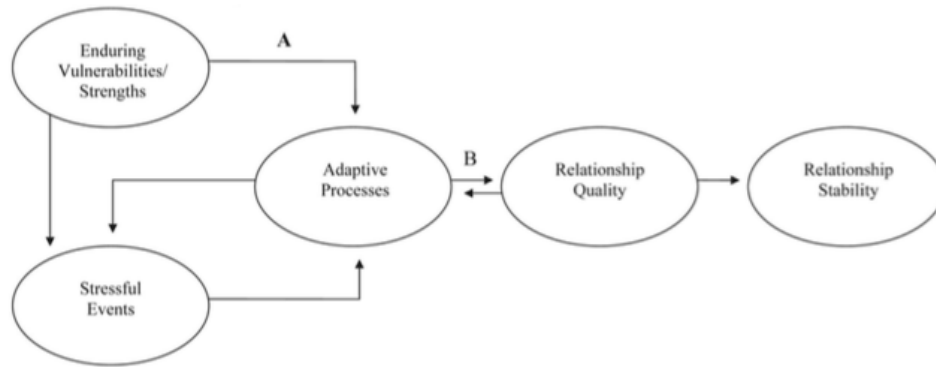 A
Enduring
Vulnerabilities/
Strengths
B
Adaptive
Processes
Relationship
Quality
Relationship
Stability
Stressful
Events